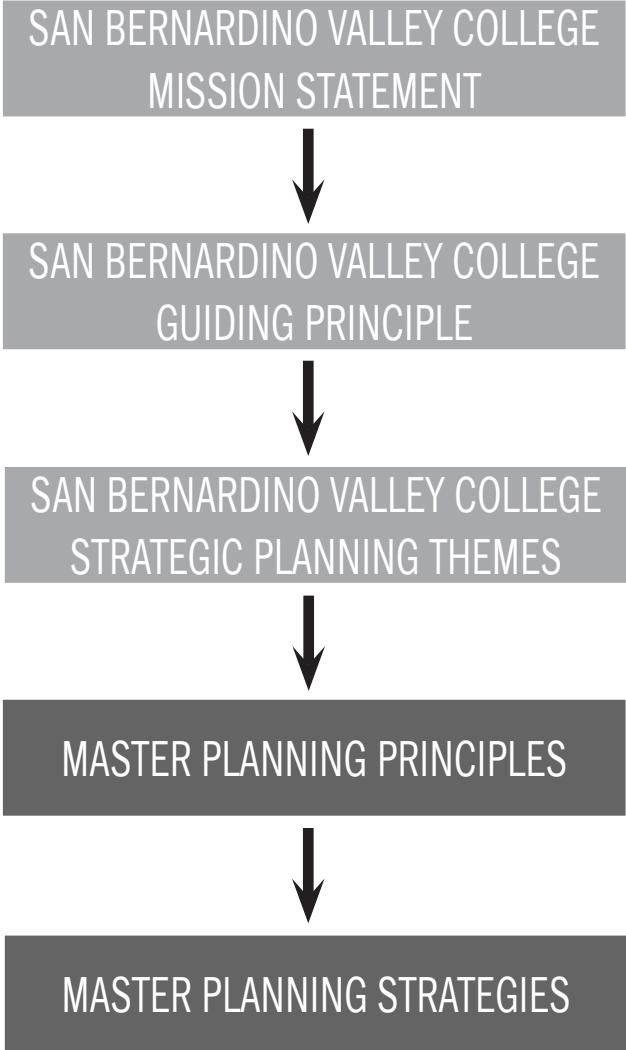 SAN BERNARDINO VALLEY COLLEGE
MISSION STATEMENT
SAN BERNARDINO VALLEY COLLEGE
GUIDING PRINCIPLE
SAN BERNARDINO VALLEY COLLEGE
STRATEGIC PLANNING THEMES
MASTER PLANNING PRINCIPLES
MASTER PLANNING STRATEGIES